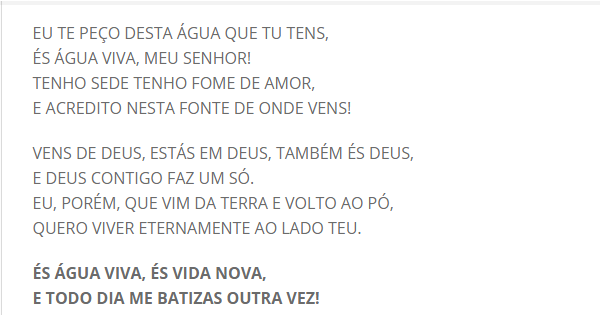 EU TE PEÇO DESTA ÁGUA QUE TU TENS,
ÉS ÁGUA VIVA, MEU SENHOR!
TENHO SEDE TENHO FOME DE AMOR,
E ACREDITO NESTA FONTE DE ONDE VENS!
VENS DE DEUS, ESTÁS EM DEUS, TAMBÉM ÉS DEUS,
E DEUS CONTIGO FAZ UM SÓ.
EU, PORÉM, QUE VIM DA TERRA E VOLTO AO PÓ,
QUERO VIVER ETERNAMENTE AO LADO TEU.
ÉS ÁGUA VIVA, ÉS VIDA NOVA,
E TODO DIA ME BATIZAS OUTRA VEZ!